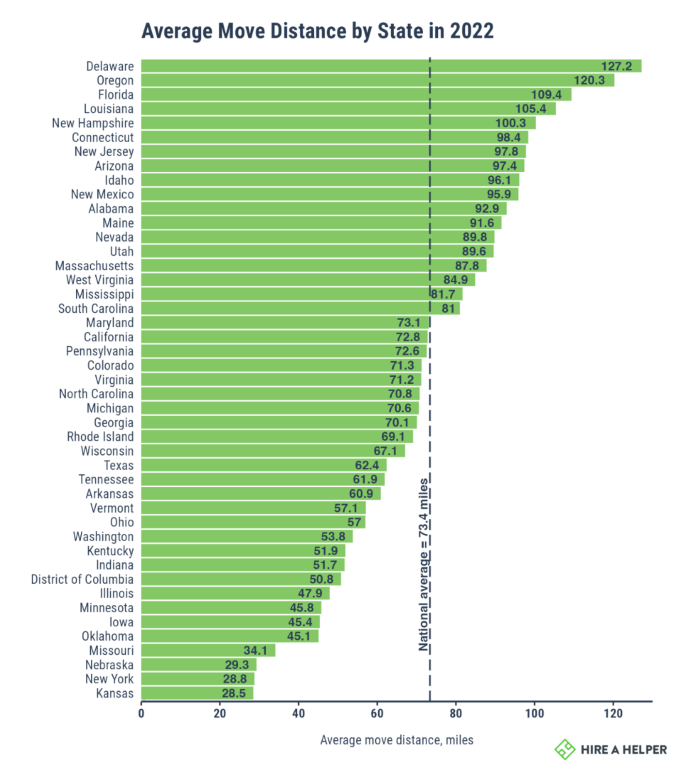 Average Move Distance by State in 2022
Delaware 127.2
Oregon 120.3
Florida 109.4
Louisiana 105.4
New Hampshire 100.3
Connecticut 98.4
New Jersey 97.8
Arizona 97.4
Idaho 96.1
New Mexico 95.9
Alabama 92.9
Maine 91.6
Nevada 89.8
Utah 89.6
Massachusetts 87.8
West Virginia 84.9
Mississippi 81.7
South Carolina 81
Maryland 73.1
California 72.8
Pennsylvania 72.6
Colorado 71.3
Virginia 71.2
North Carolina 70.8
Michigan 70.6
Georgia 70.1
Rhode Island 69.1
Wisconsin 67.1
Texas 62.4
Tennessee 61.9
Arkansas 60.9
Vermont 57.1
Ohio 57
Washington 53.8
Kentucky 51.9
Indiana 51.7
District of Columbia 50.8
Illinois 47.9
Minnesota 45.8
Iowa 45.4
Oklahoma 45.1
Missouri 34.1
Nebraska 29.3
New York 28.8
Kansas 28.5
National average = 73.4 miles
0 20 40 60 80 100 120
Average move distance, miles
HIRE A HELPER